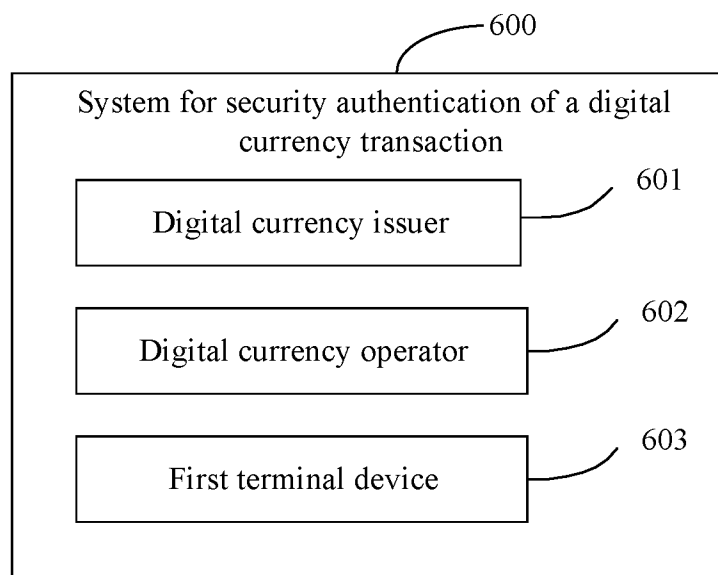 600
System for security authentication of a digital
currency transaction
601
Digital currency issuer
602
Digital currency operator
603
First terminal device